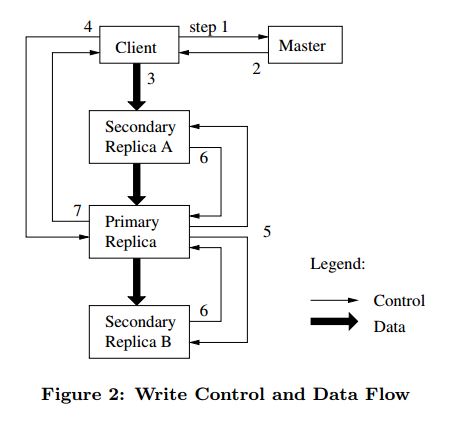 4
step 1
Client
Master
2
3
Secondary
Replica A
6
7
Primary
Replica
5
Legend:
Control
Data
6
Secondary
Replica B
Figure 2: Write Control and Data Flow